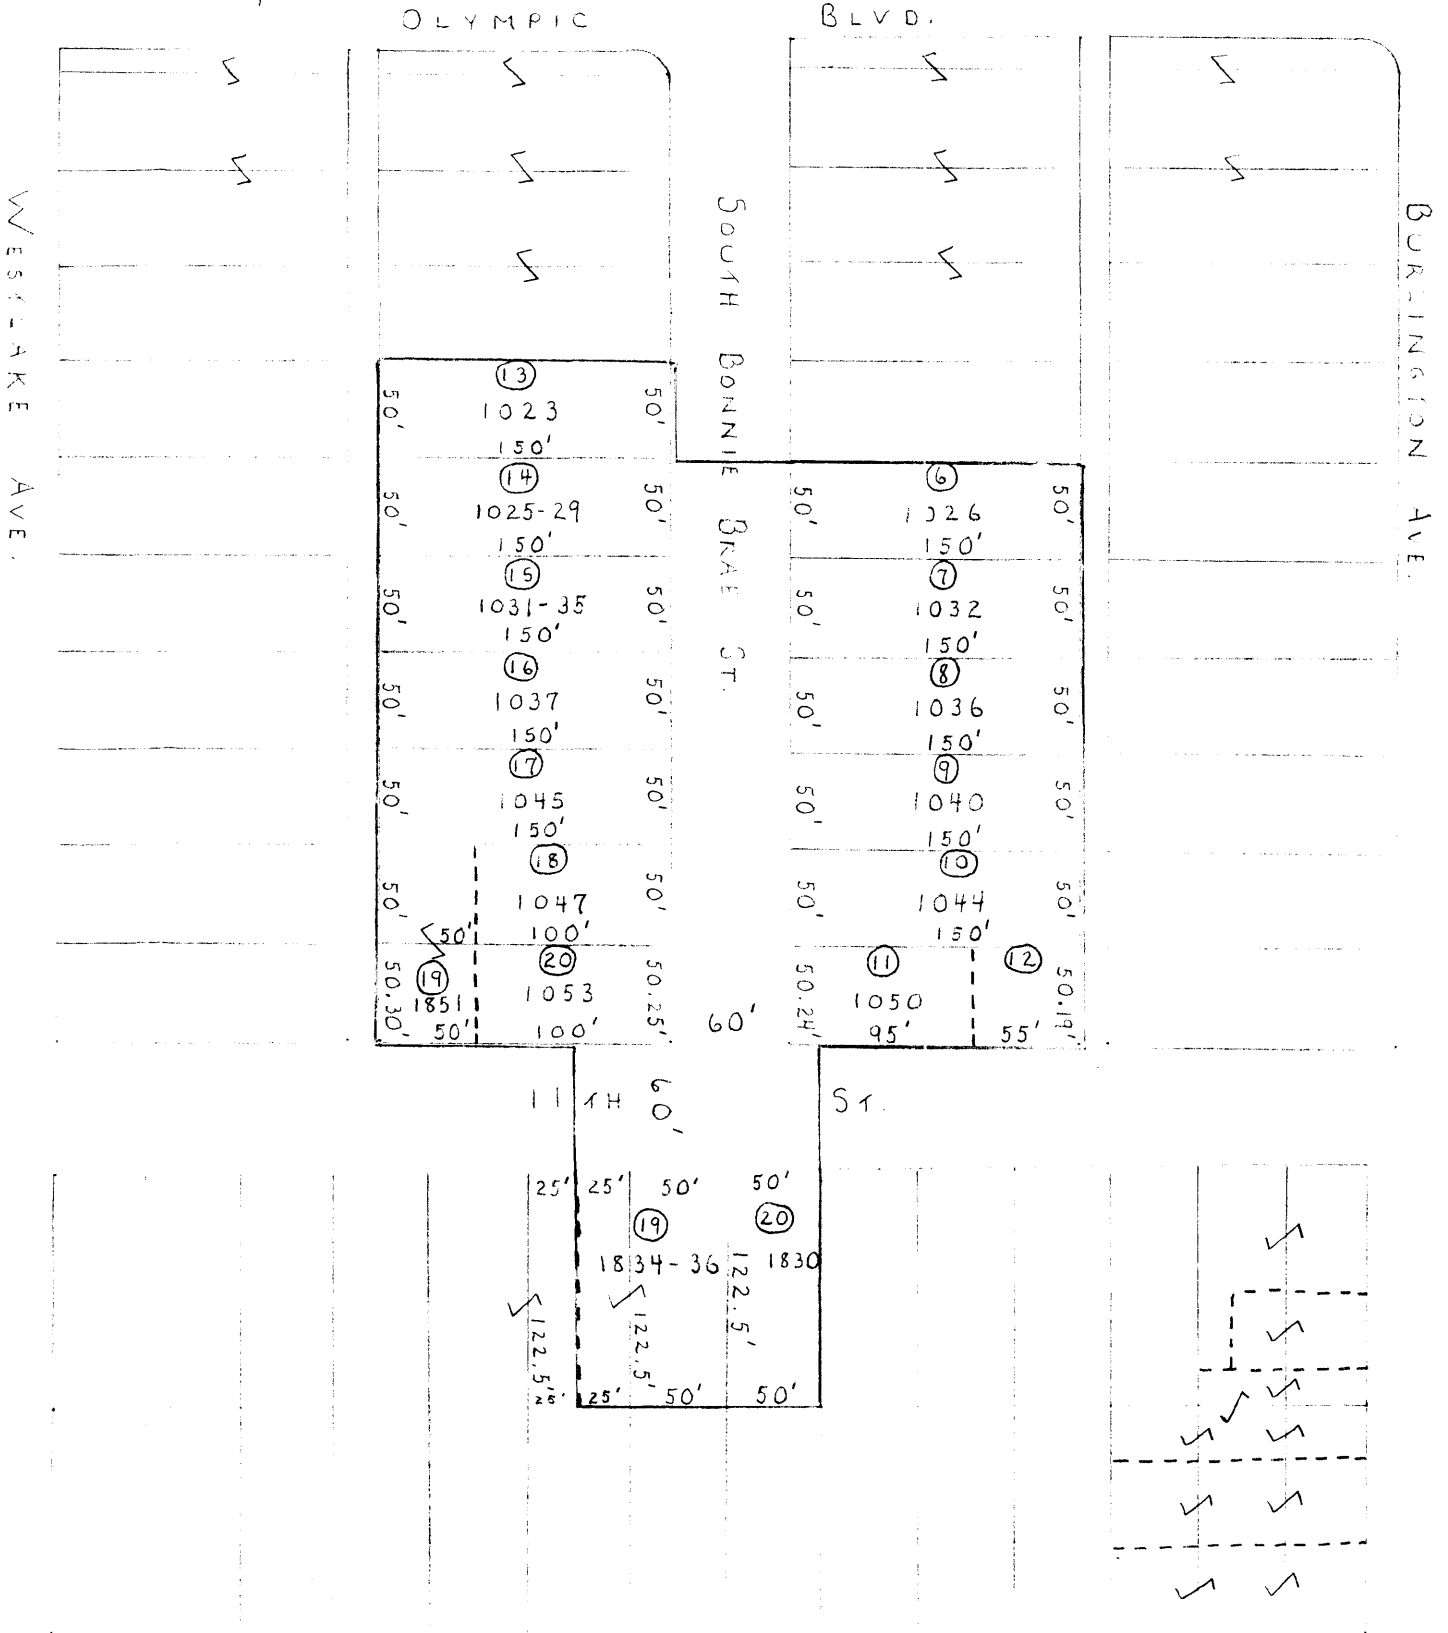 OLYMPIC BLVD.
WESTLAKE AVE.
SOUTH BONNIE BRAE ST.
BURLINGTON AVE.
13
50' 1023 50'
150'
14
50' 1025-29 50'
150'
15
50' 1031-35 50'
150'
16
50' 1037 50'
150'
17
50' 1045 50'
150'
18
50' 1047 50'
50' 100'
19 20
50.30' 1851 1053 50.25'
50' 100'
6
50' 1026 50'
150'
7
50' 1032 50'
150'
8
50' 1036 50'
150'
9
50' 1040 50'
150'
10
50' 1044 50'
150'
11 12
50.24' 1050 50.19'
95' 55'
60'
11TH 60' ST.
25' 25' 50' 50'
19 20
1834-36 1830
122.5' 122.5' 122.5'
25' 25' 50' 50'